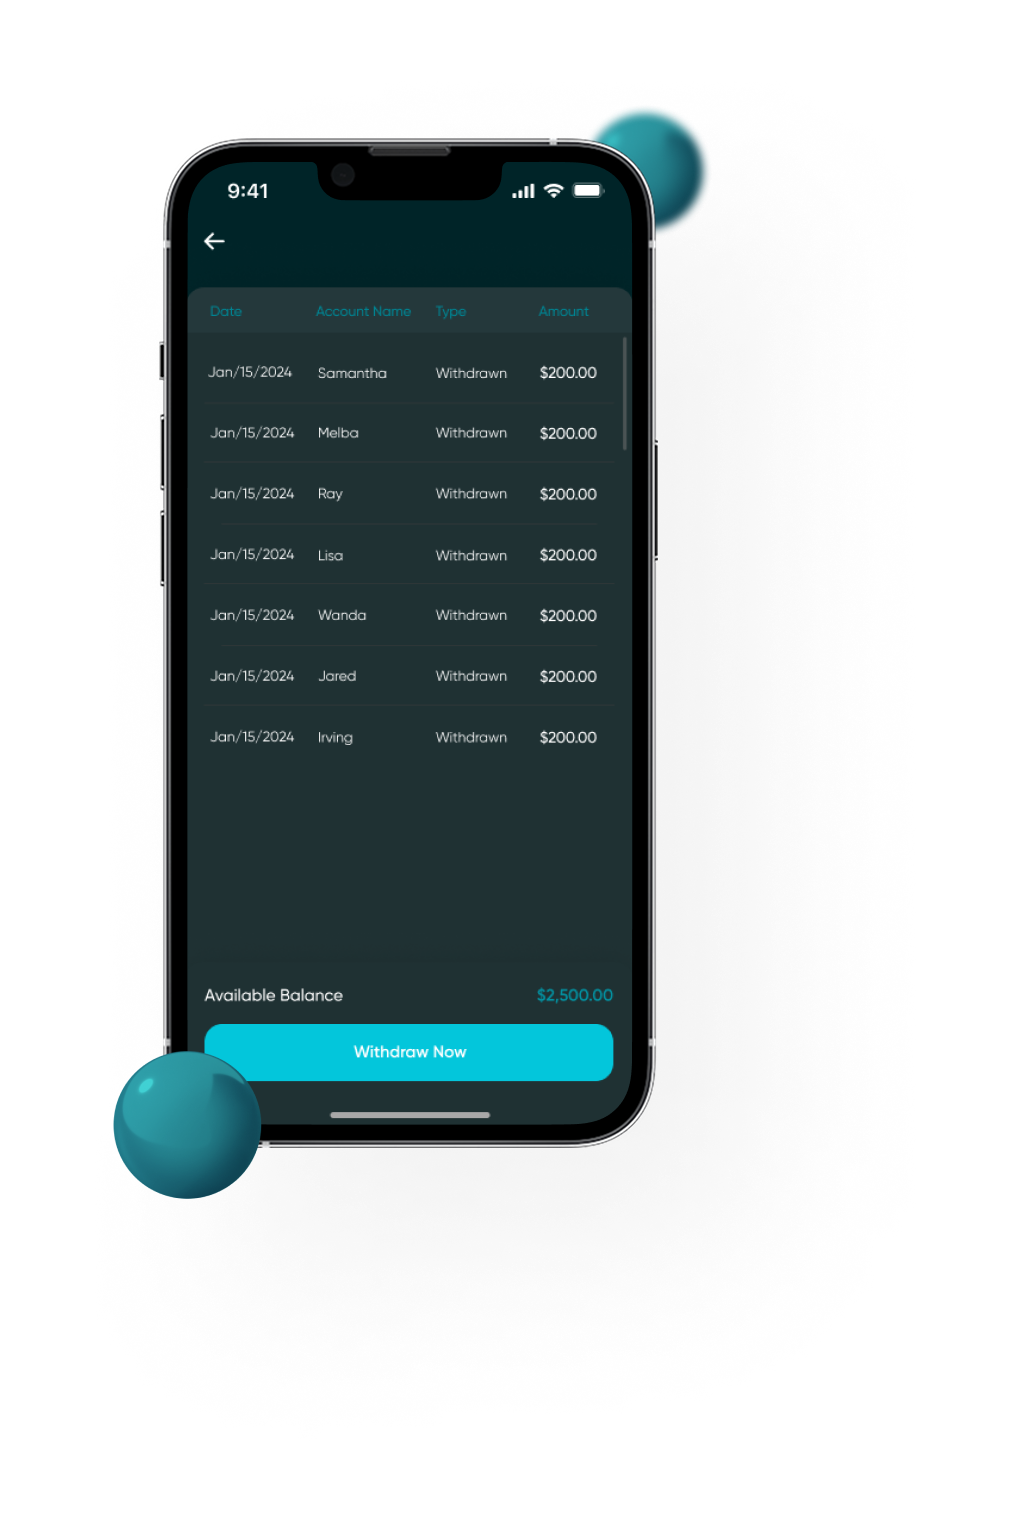 9:41
Date Account Name Type Amount
Jan/15/2024 Samantha Withdrawn $200.00
Jan/15/2024 Melba Withdrawn $200.00
Jan/15/2024 Ray Withdrawn $200.00
Jan/15/2024 Lisa Withdrawn $200.00
Jan/15/2024 Wanda Withdrawn $200.00
Jan/15/2024 Jared Withdrawn $200.00
Jan/15/2024 Irving Withdrawn $200.00
Available Balance $2,500.00
Withdraw Now